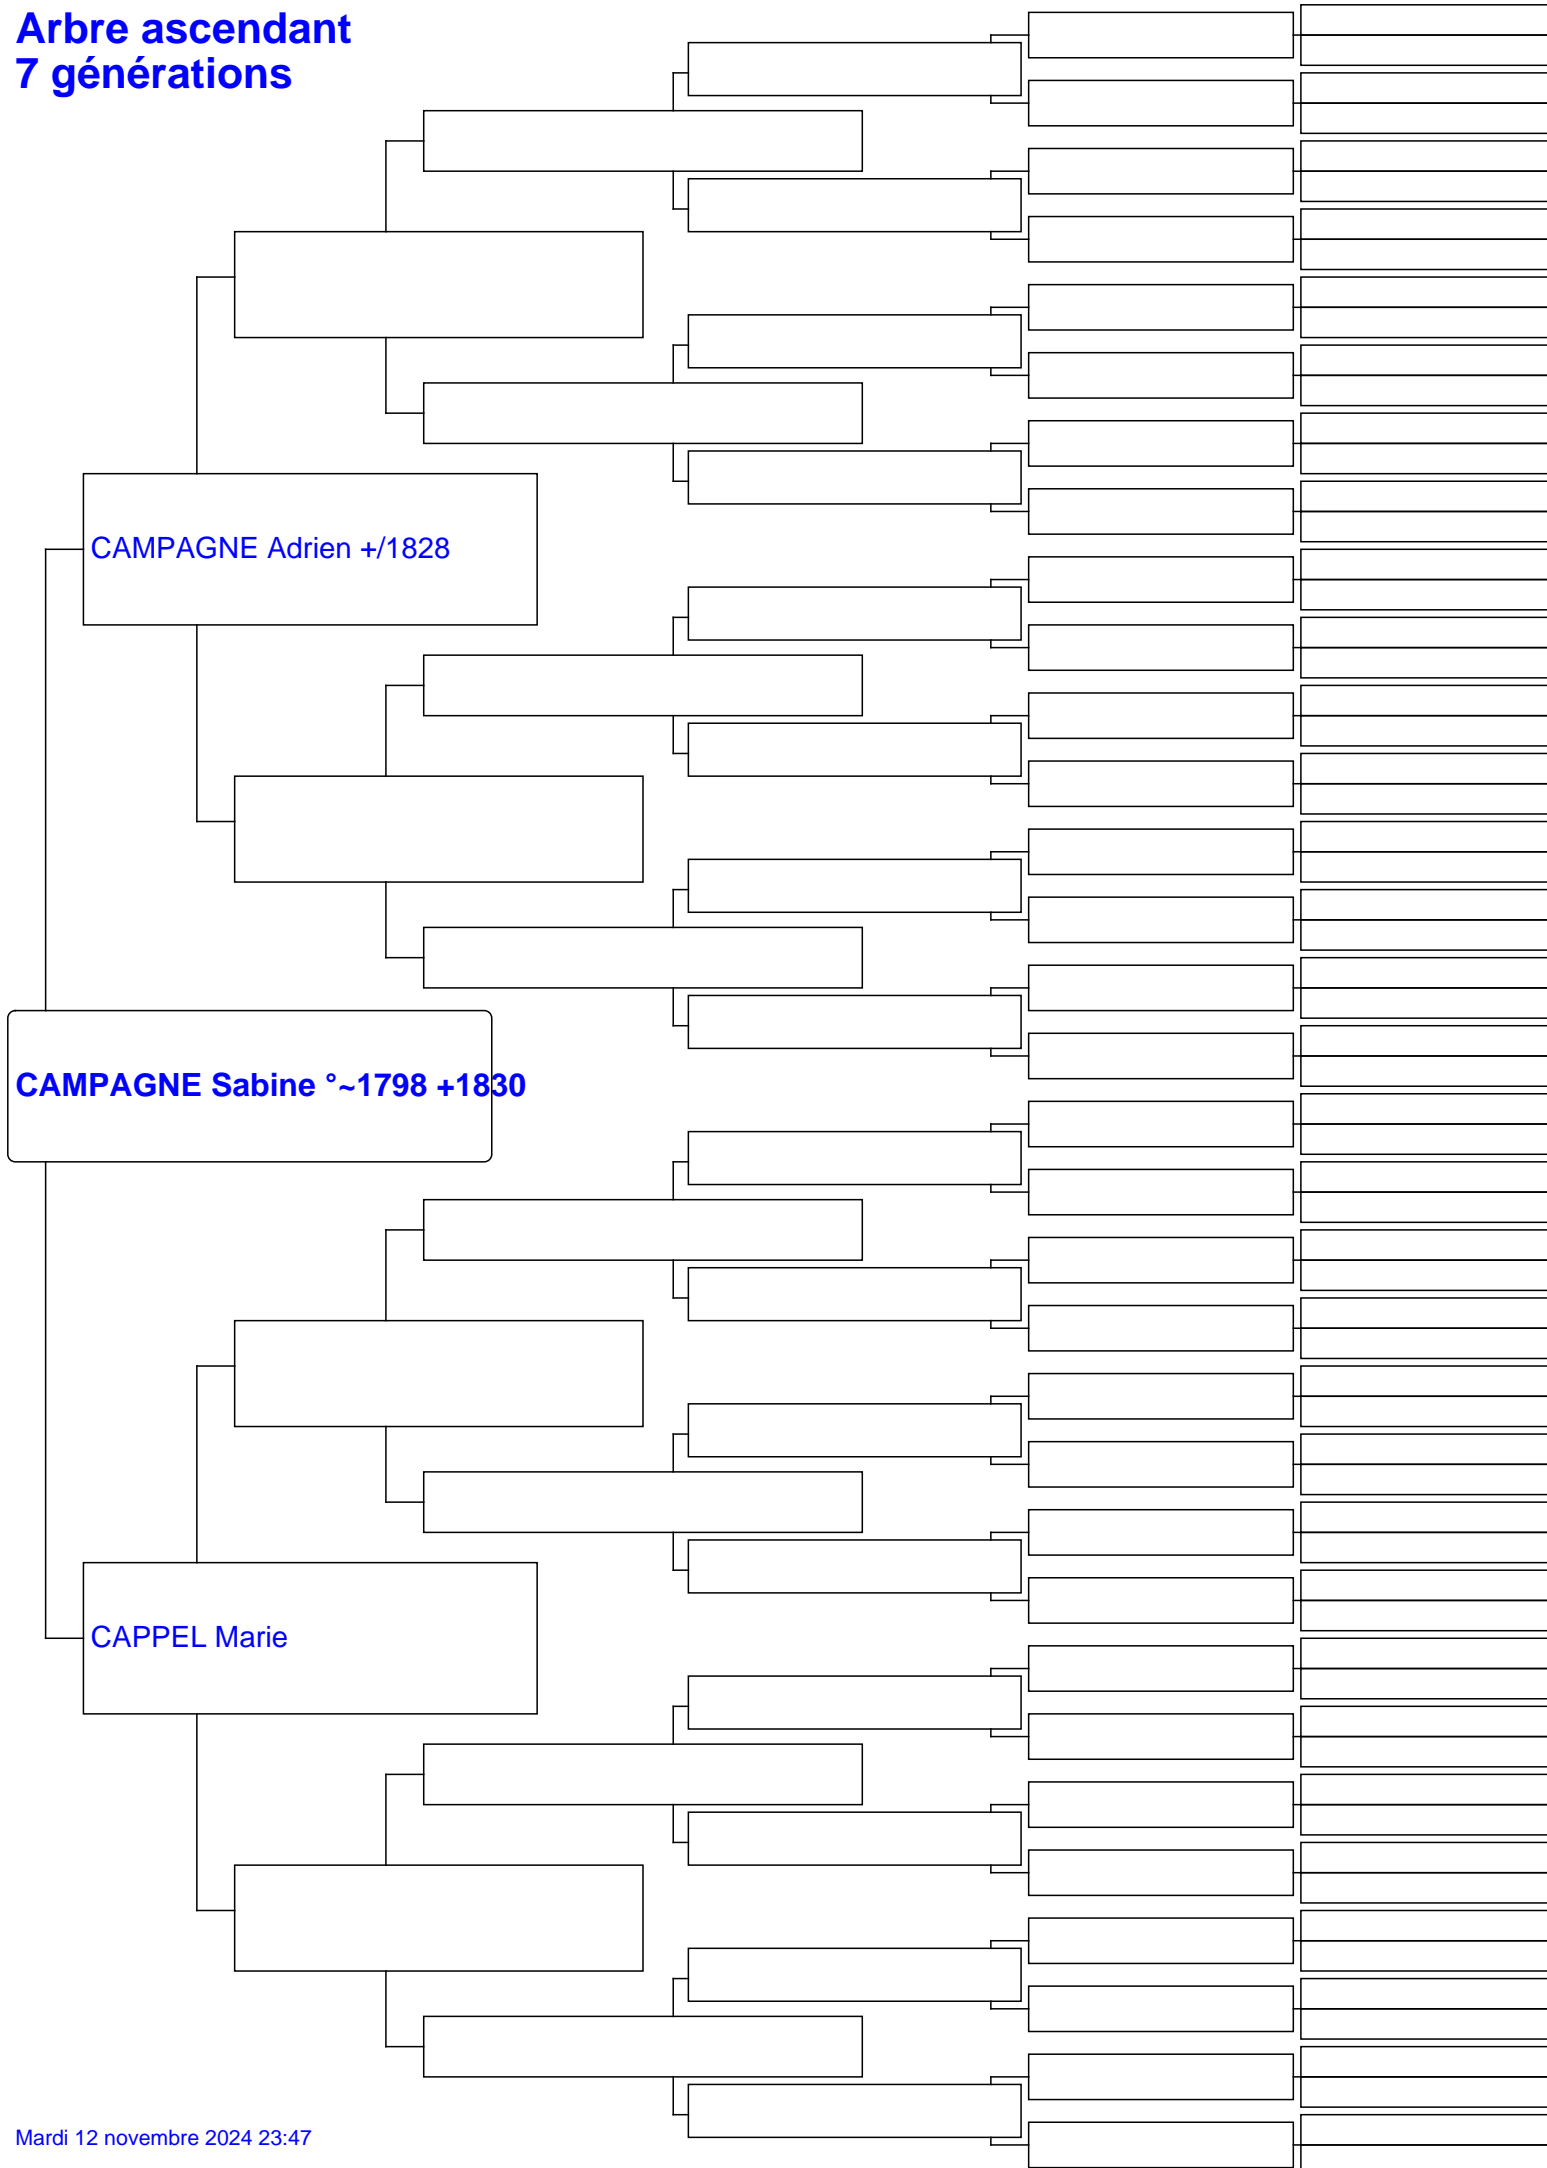 Arbre ascendant
7 générations
CAMPAGNE Adrien +/1828
CAMPAGNE Sabine °~1798 +1830
CAPPEL Marie
Mardi 12 novembre 2024 23:47